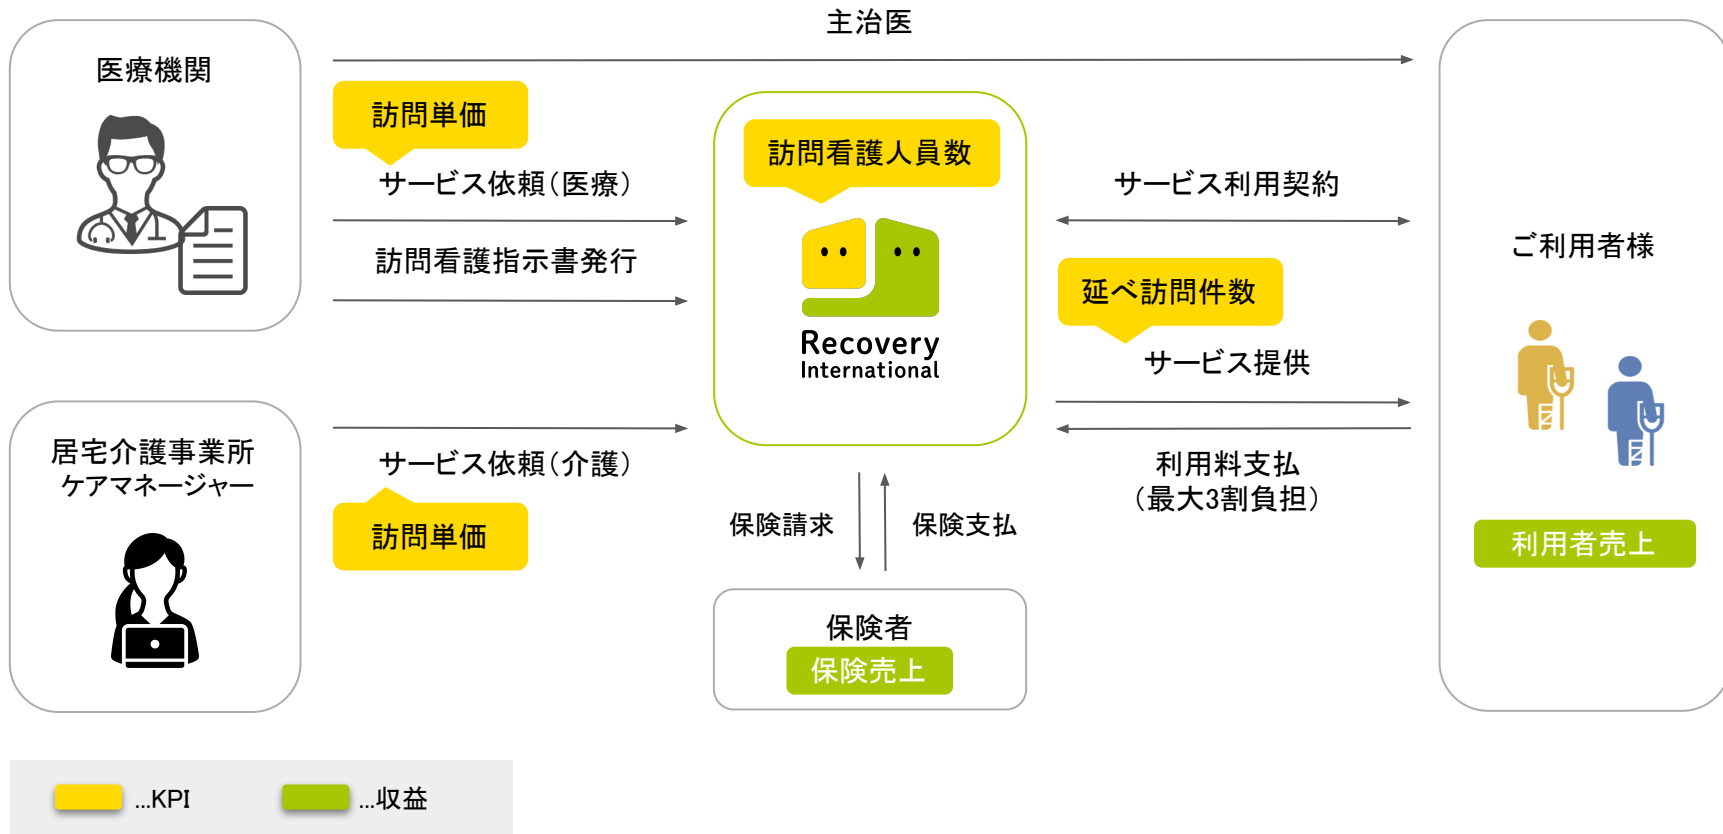 主治医
医療機関
訪問単価
サービス依頼（医療）
訪問看護指示書発行
訪問看護人員数
Recovery
International
サービス利用契約
延べ訪問件数
サービス提供
ご利用者様
居宅介護事業所
ケアマネージャー
サービス依頼（介護）
訪問単価
利用料支払
（最大3割負担）
利用者売上
保険請求
保険支払
保険者
保険売上
...KPI
...収益